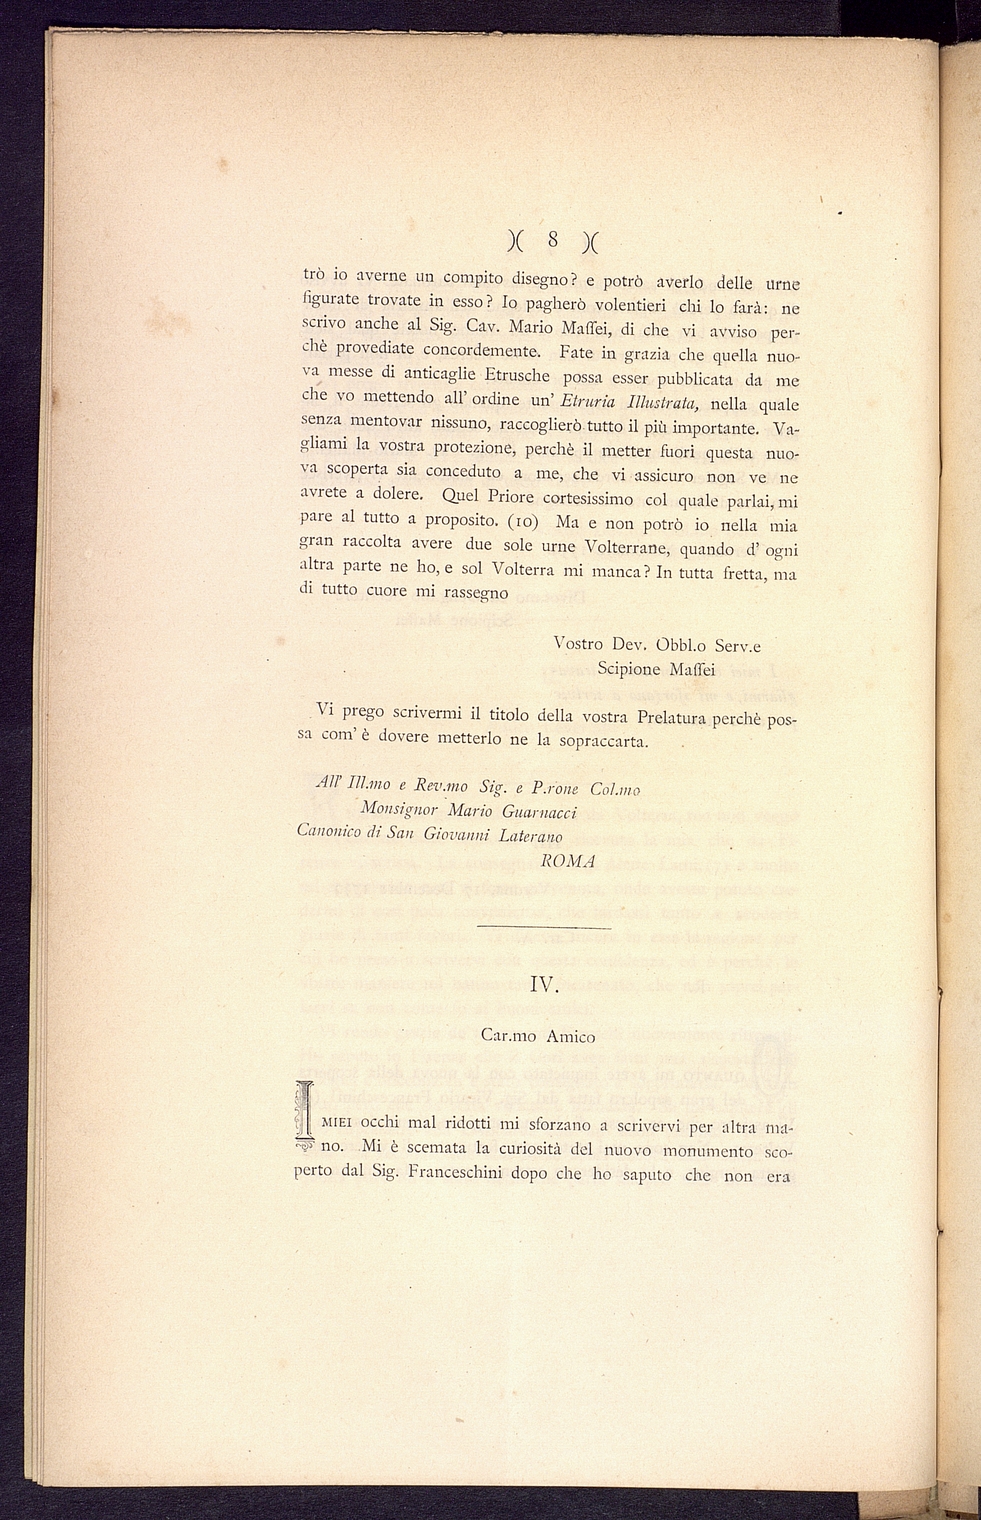 )( 8 )(
trò io averne un compito disegno? e potrò averlo delle urne
figurate trovate in esso? Io pagherò volentieri chi lo farà: ne
scrivo anche al Sig. Cav. Mario Maffei, di che vi avviso per-
chè provediate concordemente. Fate in grazia che quella nuo-
va messe di anticaglie Etrusche possa esser pubblicata da me
che vo mettendo all' ordine un' Etruria Illustrata, nella quale
senza mentovar nissuno, raccoglierò tutto il più importante. Va-
gliami la vostra protezione, perchè il metter fuori questa nuo-
va scoperta sia conceduto a me, che vi assicuro non ve ne
avrete a dolere. Quel Priore cortesissimo col quale parlai, mi
pare al tutto a proposito. (10) Ma e non potrò io nella mia
gran raccolta avere due sole urne Volterrane, quando d' ogni
altra parte ne ho, e sol Volterra mi manca? In tutta fretta, ma
di tutto cuore mi rassegno
Vostro Dev. Obbl.o Serv.e
Scipione Maffei
Vi prego scrivermi il titolo della vostra Prelatura perchè pos-
sa com' è dovere metterlo ne la sopraccarta.
All' Ill.mo e Rev.mo Sig. e P.rone Col.mo
Monsignor Mario Guarnacci
Canonico di San Giovanni Laterano
ROMA
IV.
Car.mo Amico
I MIEI occhi mal ridotti mi sforzano a scrivervi per altra ma-
no. Mi è scemata la curiosità del nuovo monumento sco-
perto dal Sig. Franceschini dopo che ho saputo che non era